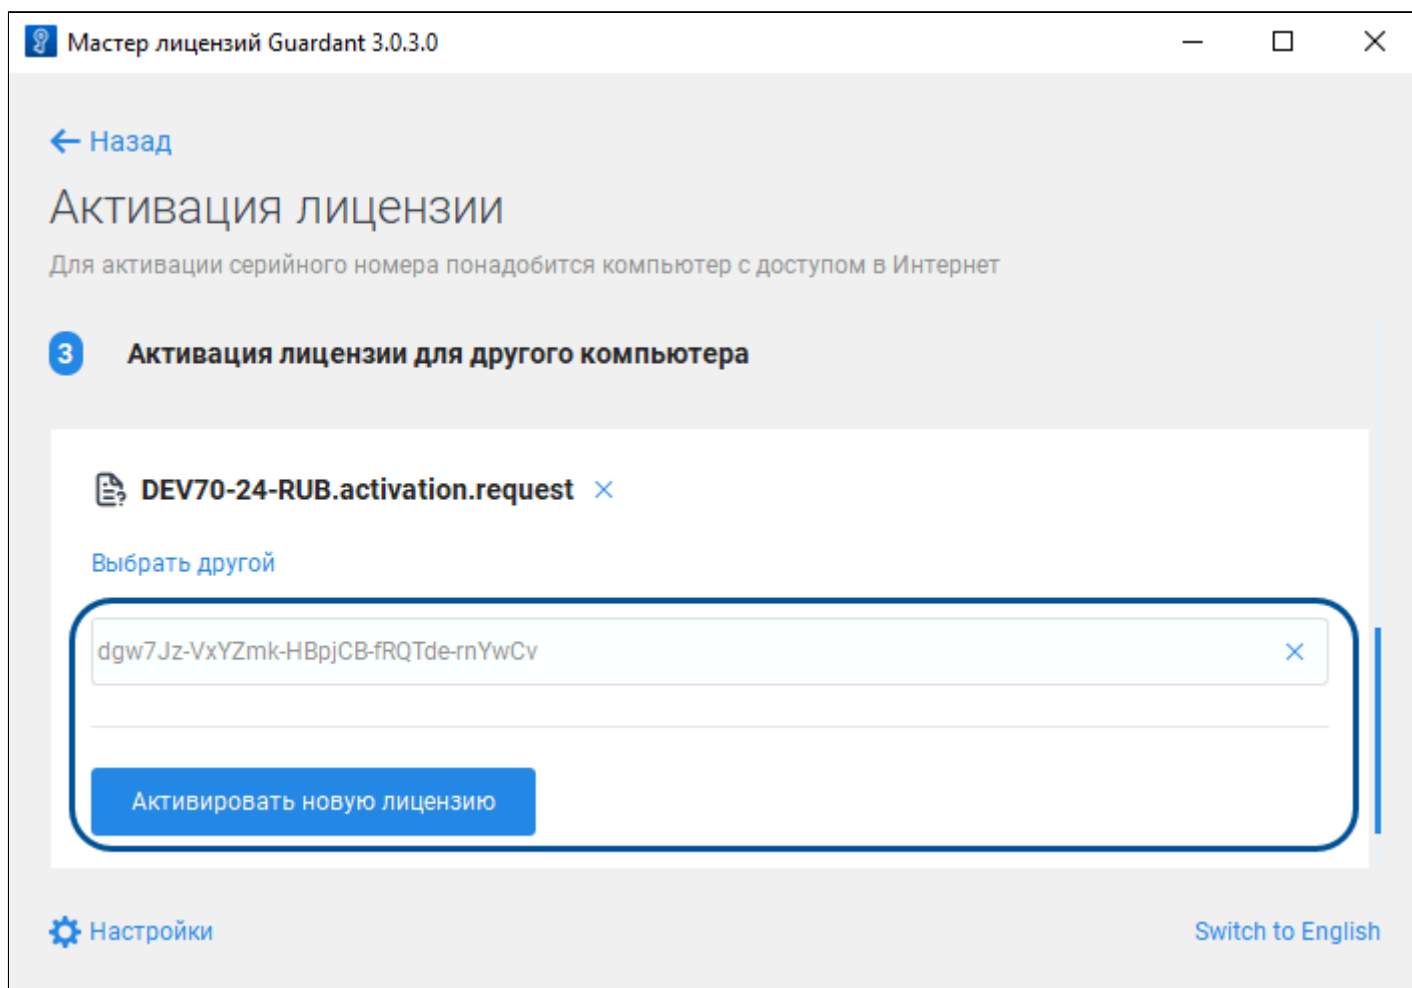 Мастер лицензий Guardant 3.0.3.0
Назад
Активация лицензии
Для активации серийного номера понадобится компьютер с доступом в Интернет
3 Активация лицензии для другого компьютера
DEV70-24-RUB.activation.request
Выбрать другой
dgw7Jz-VxYZmk-HBpjCB-fRQTde-rnYwCv
Активировать новую лицензию
Настройки
Switch to English